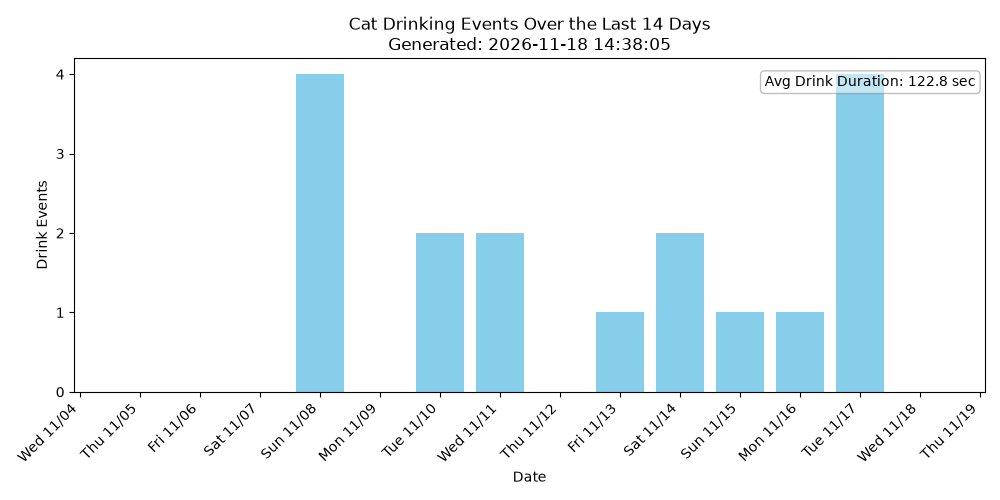 Cat Drinking Events Over the Last 14 Days
Generated: 2026-11-18 14:38:05
Avg Drink Duration: 122.8 sec
Drink Events
4
3
2
1
0
Wed 11/04
Thu 11/05
Fri 11/06
Sat 11/07
Sun 11/08
Mon 11/09
Tue 11/10
Wed 11/11
Thu 11/12
Fri 11/13
Sat 11/14
Sun 11/15
Mon 11/16
Tue 11/17
Wed 11/18
Thu 11/19
Date